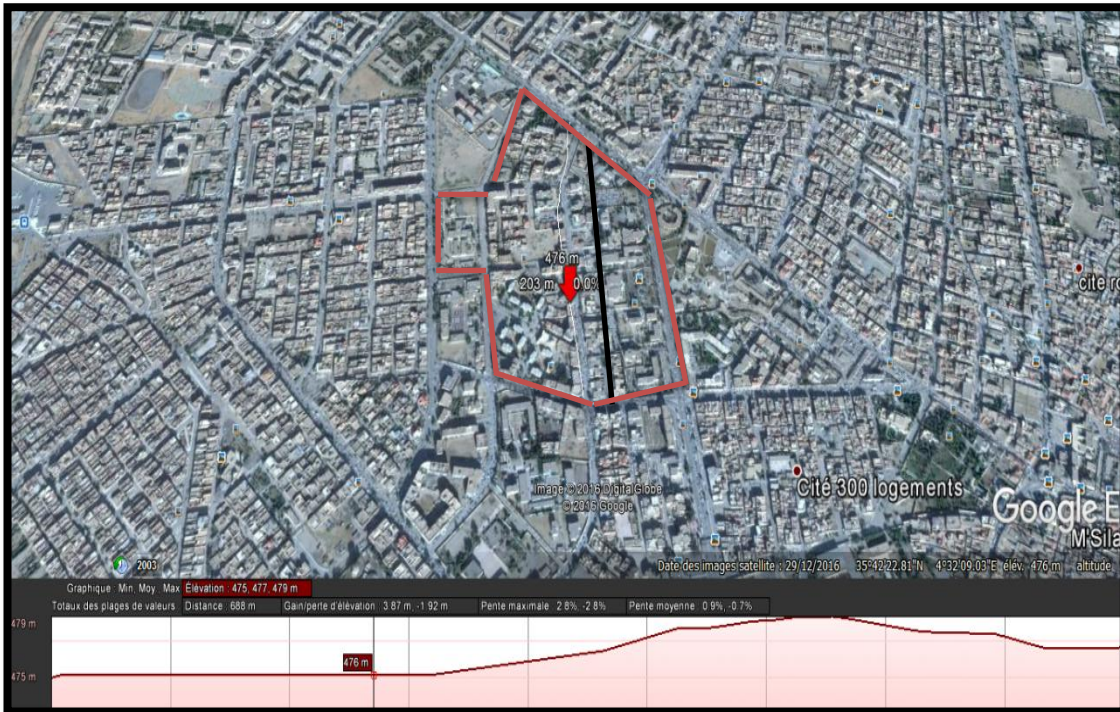 476 m
203 m 0.0%
cité ro
Cité 300 logements
Image © 2016 DigitalGlobe
© 2016 Google
Google E
M'Sila
2003
Date des images satellite : 29/12/2016 35°42'22.81"N 4°32'09.03"E élév. 476 m altitude
Graphique : Min, Moy, Max Élévation : 475, 477, 479 m
Totaux des plages de valeurs : Distance : 688 m Gain/perte d'élévation : 3.87 m, -1.92 m Pente maximale : 2.8%, -2.8% Pente moyenne : 0.9%, -0.7%
479 m
476 m
475 m